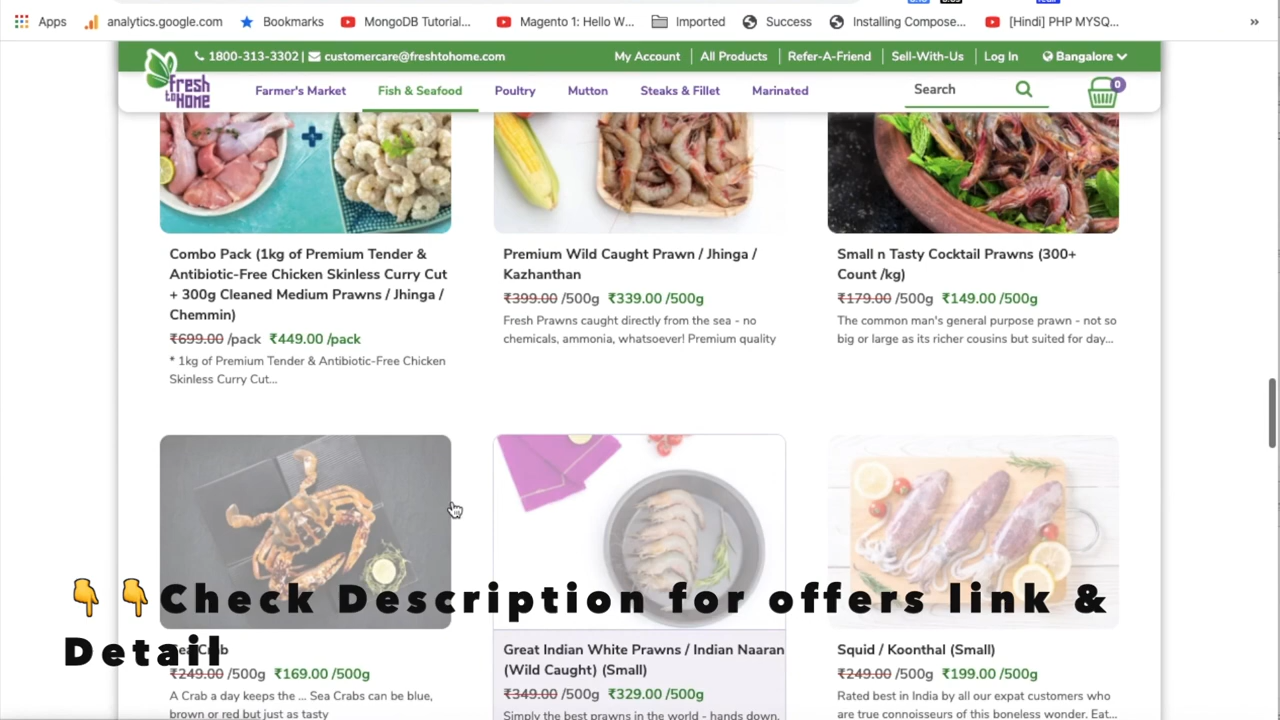 Apps analytics.google.com Bookmarks MongoDB Tutorial... Magento 1: Hello W... Imported Success Installing Compose... [Hindi] PHP MYSQ... »
1800-313-3302 | customercare@freshtohome.com My Account All Products Refer-A-Friend Sell-With-Us Log In Bangalore
fresh to Home Farmer's Market Fish & Seafood Poultry Mutton Steaks & Fillet Marinated Search 0
Combo Pack (1kg of Premium Tender &
Antibiotic-Free Chicken Skinless Curry Cut
+ 300g Cleaned Medium Prawns / Jhinga /
Chemmin)
₹699.00 /pack ₹449.00 /pack
* 1kg of Premium Tender & Antibiotic-Free Chicken
Skinless Curry Cut...
Premium Wild Caught Prawn / Jhinga /
Kazhanthan
₹399.00 /500g ₹339.00 /500g
Fresh Prawns caught directly from the sea - no
chemicals, ammonia, whatsoever! Premium quality
Small n Tasty Cocktail Prawns (300+
Count /kg)
₹179.00 /500g ₹149.00 /500g
The common man's general purpose prawn - not so
big or large as its richer cousins but suited for day...
👇👇Check Description for offers link &
Detail
Sea Crab
₹249.00 /500g ₹169.00 /500g
A Crab a day keeps the ... Sea Crabs can be blue,
brown or red but just as tasty
Great Indian White Prawns / Indian Naaran
(Wild Caught) (Small)
₹349.00 /500g ₹329.00 /500g
Simply the best prawns in the world - hands down.
Squid / Koonthal (Small)
₹249.00 /500g ₹199.00 /500g
Rated best in India by all our expat customers who
are true connoisseurs of this boneless wonder. Eat...